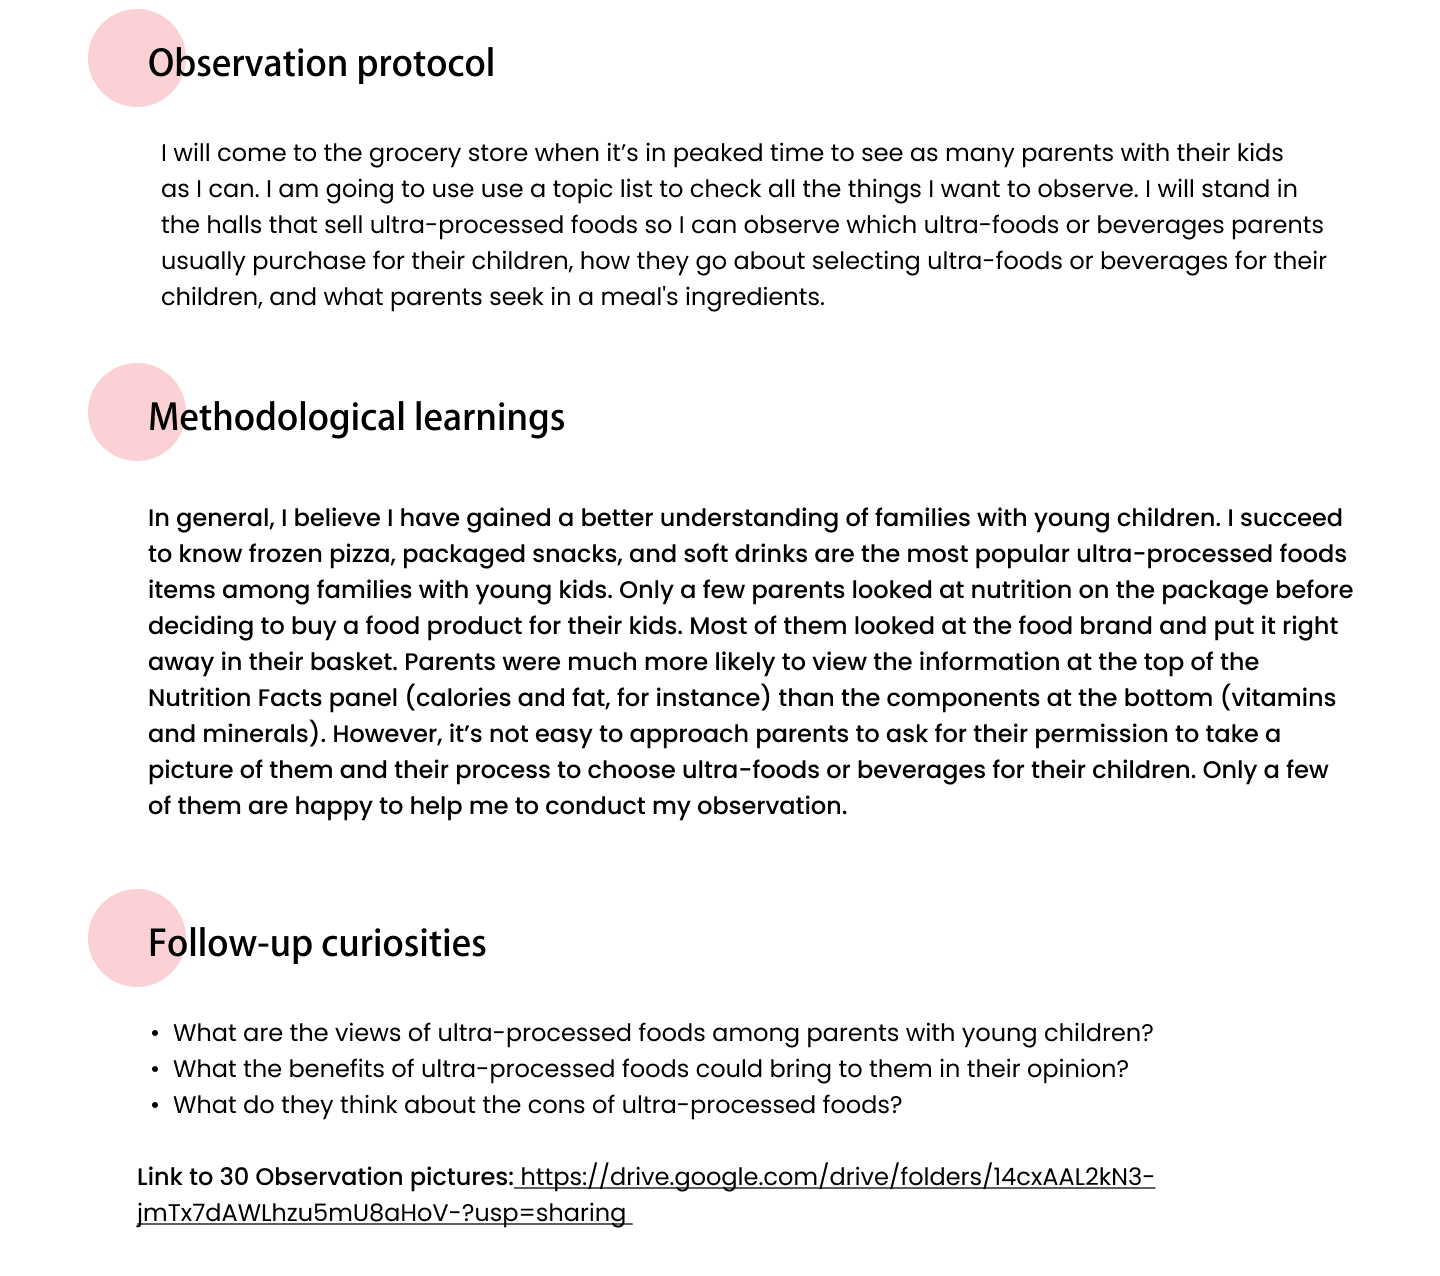 Observation protocol
I will come to the grocery store when it’s in peaked time to see as many parents with their kids
as I can. I am going to use use a topic list to check all the things I want to observe. I will stand in
the halls that sell ultra-processed foods so I can observe which ultra-foods or beverages parents
usually purchase for their children, how they go about selecting ultra-foods or beverages for their
children, and what parents seek in a meal's ingredients.
Methodological learnings
In general, I believe I have gained a better understanding of families with young children. I succeed
to know frozen pizza, packaged snacks, and soft drinks are the most popular ultra-processed foods
items among families with young kids. Only a few parents looked at nutrition on the package before
deciding to buy a food product for their kids. Most of them looked at the food brand and put it right
away in their basket. Parents were much more likely to view the information at the top of the
Nutrition Facts panel (calories and fat, for instance) than the components at the bottom (vitamins
and minerals). However, it’s not easy to approach parents to ask for their permission to take a
picture of them and their process to choose ultra-foods or beverages for their children. Only a few
of them are happy to help me to conduct my observation.
Follow-up curiosities
• What are the views of ultra-processed foods among parents with young children?
• What the benefits of ultra-processed foods could bring to them in their opinion?
• What do they think about the cons of ultra-processed foods?
Link to 30 Observation pictures: https://drive.google.com/drive/folders/14cxAAL2kN3-
jmTx7dAWLhzu5mU8aHoV-?usp=sharing